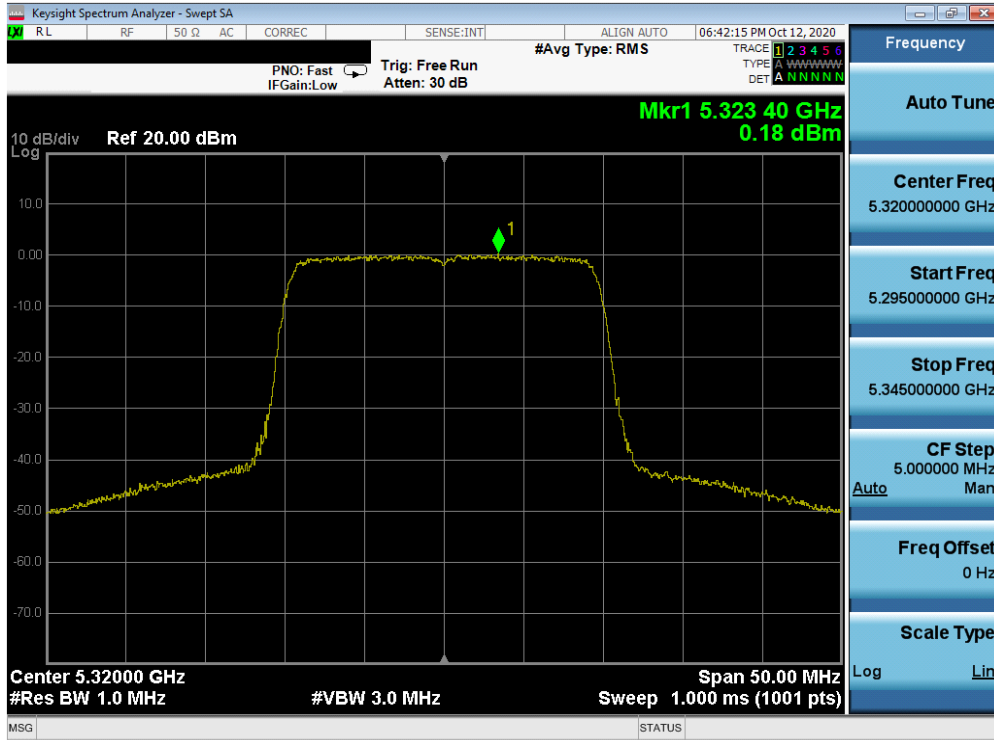 Keysight Spectrum Analyzer - Swept SA
LXI RL RF 50 Ω AC CORREC SENSE:INT ALIGN AUTO 06:42:15 PM Oct 12, 2020
PNO: Fast
IFGain:Low
Trig: Free Run
Atten: 30 dB
#Avg Type: RMS
TRACE 1 2 3 4 5 6
TYPE A WWWWW
DET A N N N N N
Mkr1 5.323 40 GHz
0.18 dBm
10 dB/div Ref 20.00 dBm
Log
10.0
0.00
-10.0
-20.0
-30.0
-40.0
-50.0
-60.0
-70.0
1
Center 5.32000 GHz Span 50.00 MHz
#Res BW 1.0 MHz #VBW 3.0 MHz Sweep 1.000 ms (1001 pts)
MSG STATUS
Frequency
Auto Tune
Center Freq
5.320000000 GHz
Start Freq
5.295000000 GHz
Stop Freq
5.345000000 GHz
CF Step
5.000000 MHz
Auto Man
Freq Offset
0 Hz
Scale Type
Log Lin